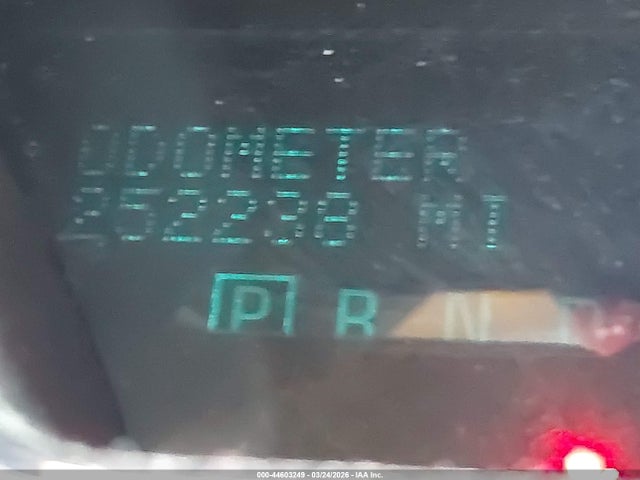 ODOMETER
252238 MI
P R N
000-44603249 - 03/24/2026 - IAA Inc.